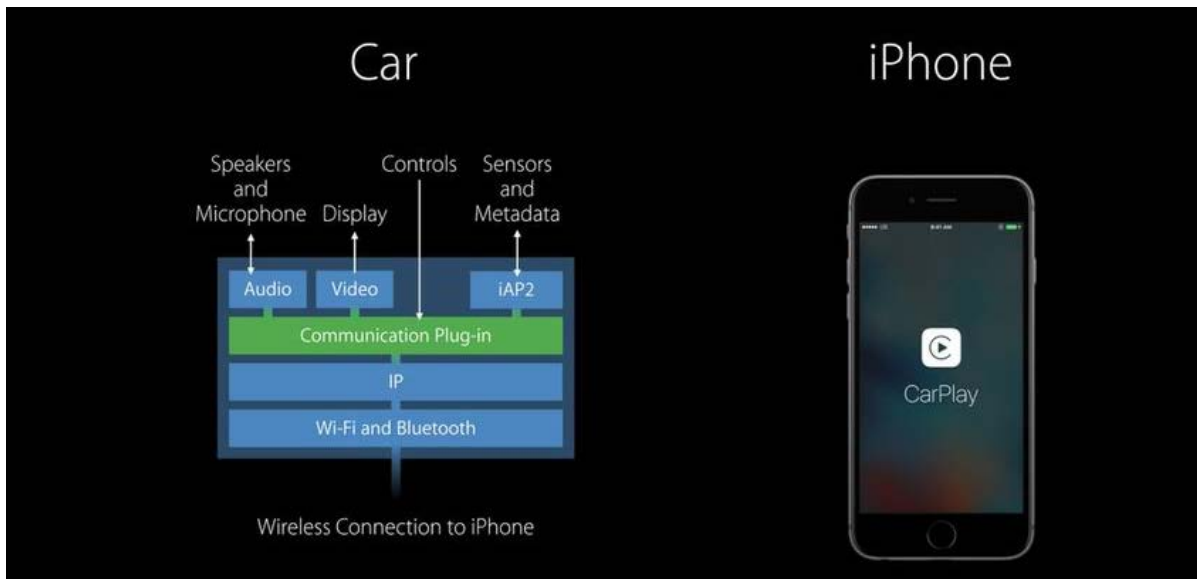 Car
iPhone
Speakers
and
Microphone
Display
Controls
Sensors
and
Metadata
Audio
Video
iAP2
Communication Plug-in
IP
Wi-Fi and Bluetooth
Wireless Connection to iPhone
9:41 AM
CarPlay